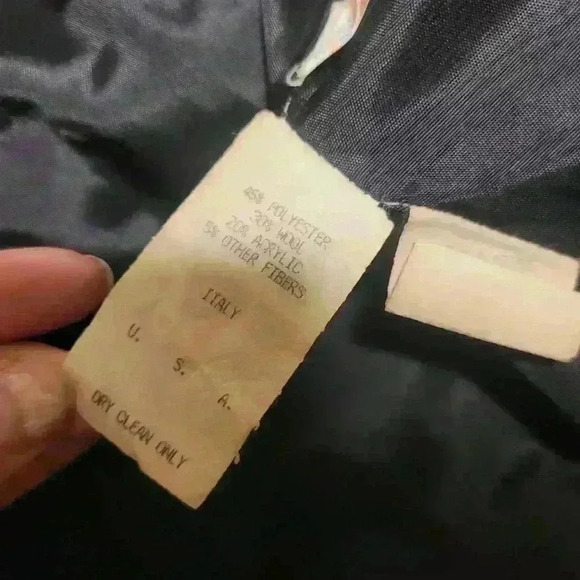 45% POLYESTER
30% WOOL
20% ACRYLIC
5% OTHER FIBERS
ITALY
U. S. A.
DRY CLEAN ONLY